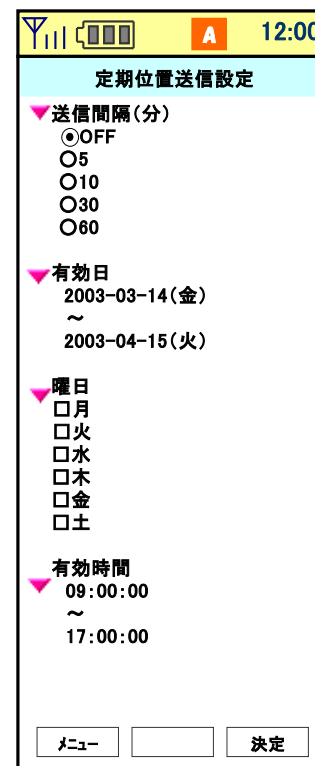 A 12:00
定期位置送信設定
送信間隔(分)
OFF
5
10
30
60
有効日
2003-03-14(金)
～
2003-04-15(火)
曜日
月
火
水
木
金
土
有効時間
09:00:00
～
17:00:00
ﾒﾆｭｰ 決定